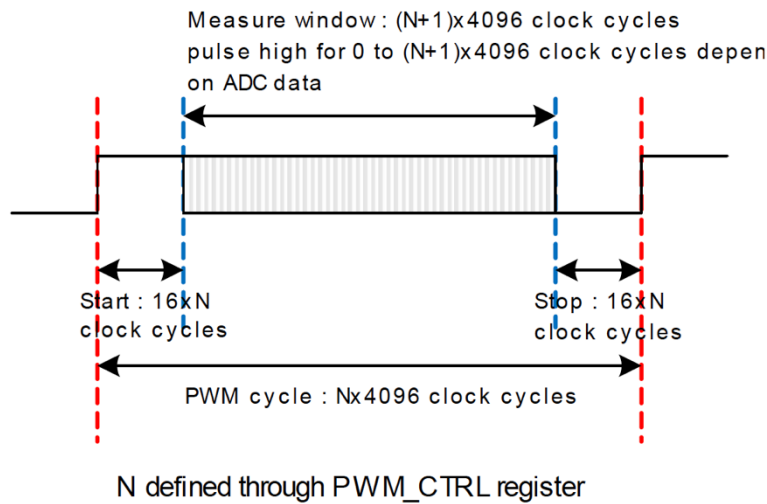 Measure window: (N+1)x4096 clock cycles
pulse high for 0 to (N+1)x4096 clock cycles depen
on ADC data
Start : 16xN
clock cycles
Stop : 16xN
clock cycles
PWM cycle : Nx4096 clock cycles
N defined through PWM_CTRL register